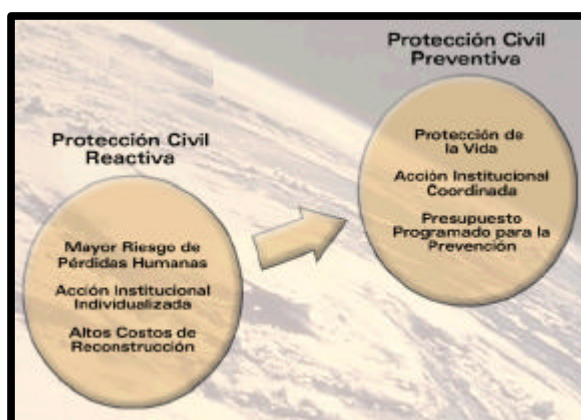 Protección Civil
Reactiva
Mayor Riesgo de
Pérdidas Humanas
Acción Institucional
Individualizada
Altos Costos de
Reconstrucción
Protección Civil
Preventiva
Protección de
la Vida
Acción Institucional
Coordinada
Presupuesto
Programado para la
Prevención